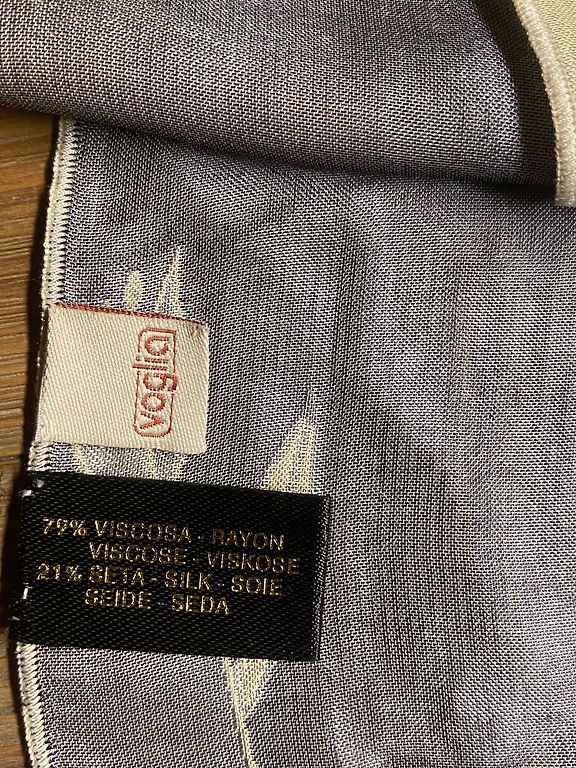 voglia
79% VISCOSA - RAYON
VISCOSE - VISKOSE
21% SETA - SILK - SOIE
SEIDE - SEDA